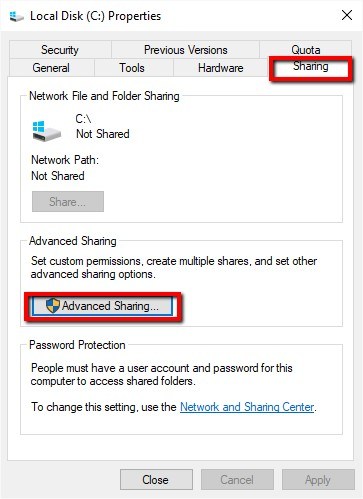 Local Disk (C:) Properties
Security Previous Versions Quota
General Tools Hardware Sharing
Network File and Folder Sharing
C:\
Not Shared
Network Path:
Not Shared
Share...
Advanced Sharing
Set custom permissions, create multiple shares, and set other
advanced sharing options.
Advanced Sharing...
Password Protection
People must have a user account and password for this
computer to access shared folders.
To change this setting, use the Network and Sharing Center.
Close Cancel Apply